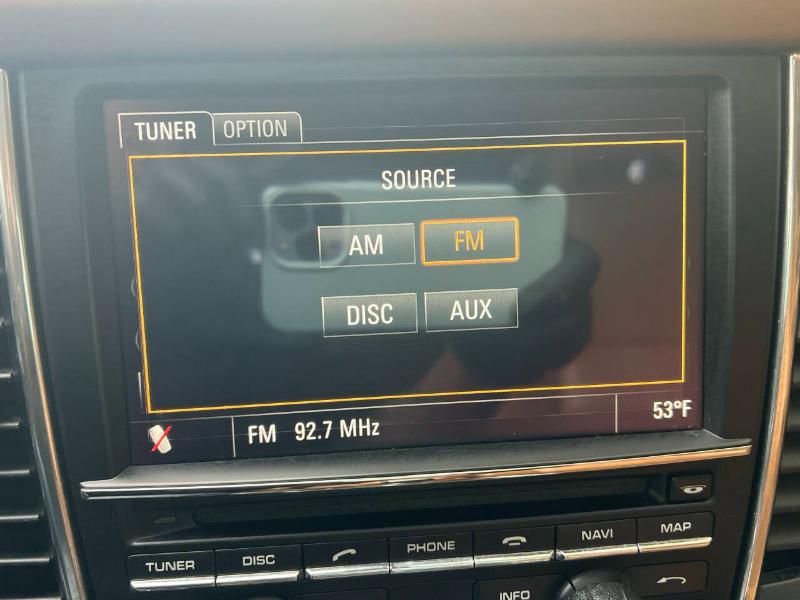 TUNER OPTION
SOURCE
AM FM
DISC AUX
FM 92.7 MHz 53°F
TUNER DISC PHONE NAVI MAP
INFO